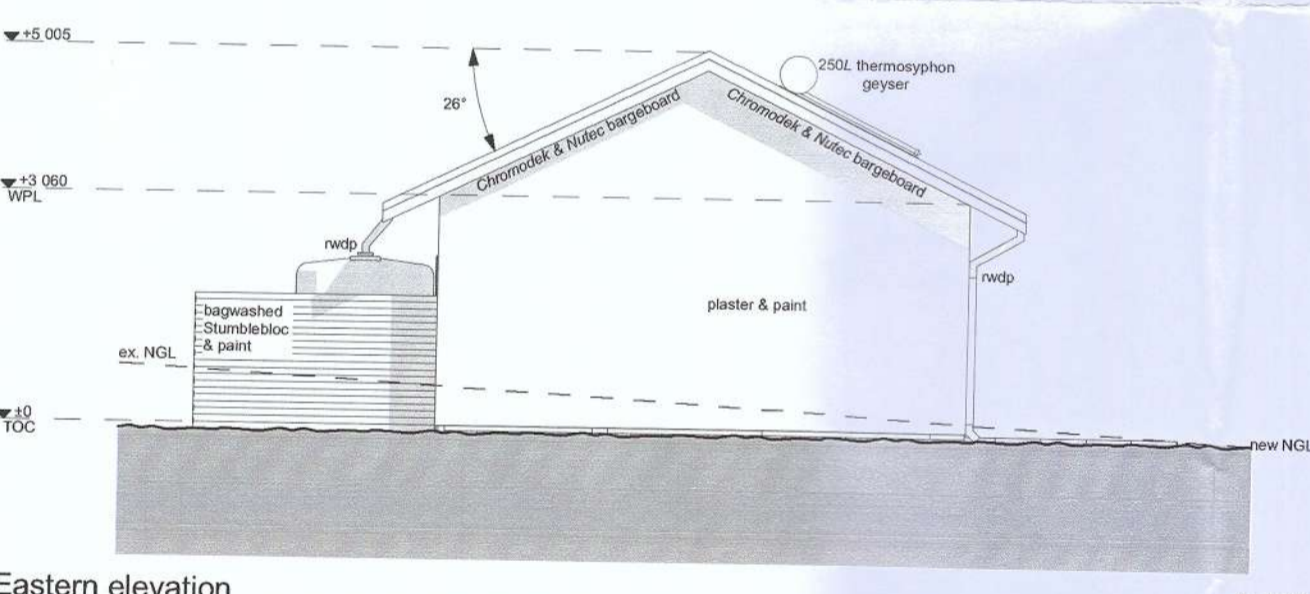 +5 005
250L thermosyphon
geyser
26°
Chromodek & Nutec bargeboard
Chromodek & Nutec bargeboard
+3 060
WPL
rwdp
rwdp
bagwashed
Stumblebloc
& paint
plaster & paint
ex. NGL
±0
TOC
new NGL
Eastern elevation